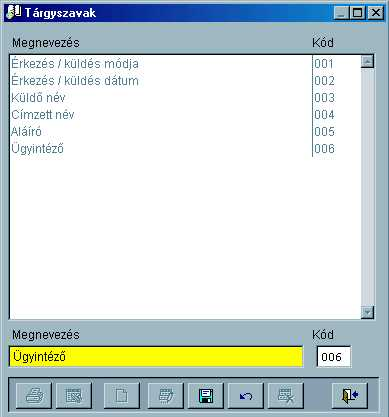 Tárgyszavak
Megnevezés Kód
Érkezés / küldés módja 001
Érkezés / küldés dátum 002
Küldő név 003
Címzett név 004
Aláíró 005
Ügyintéző 006
Megnevezés Kód
Ügyintéző 006